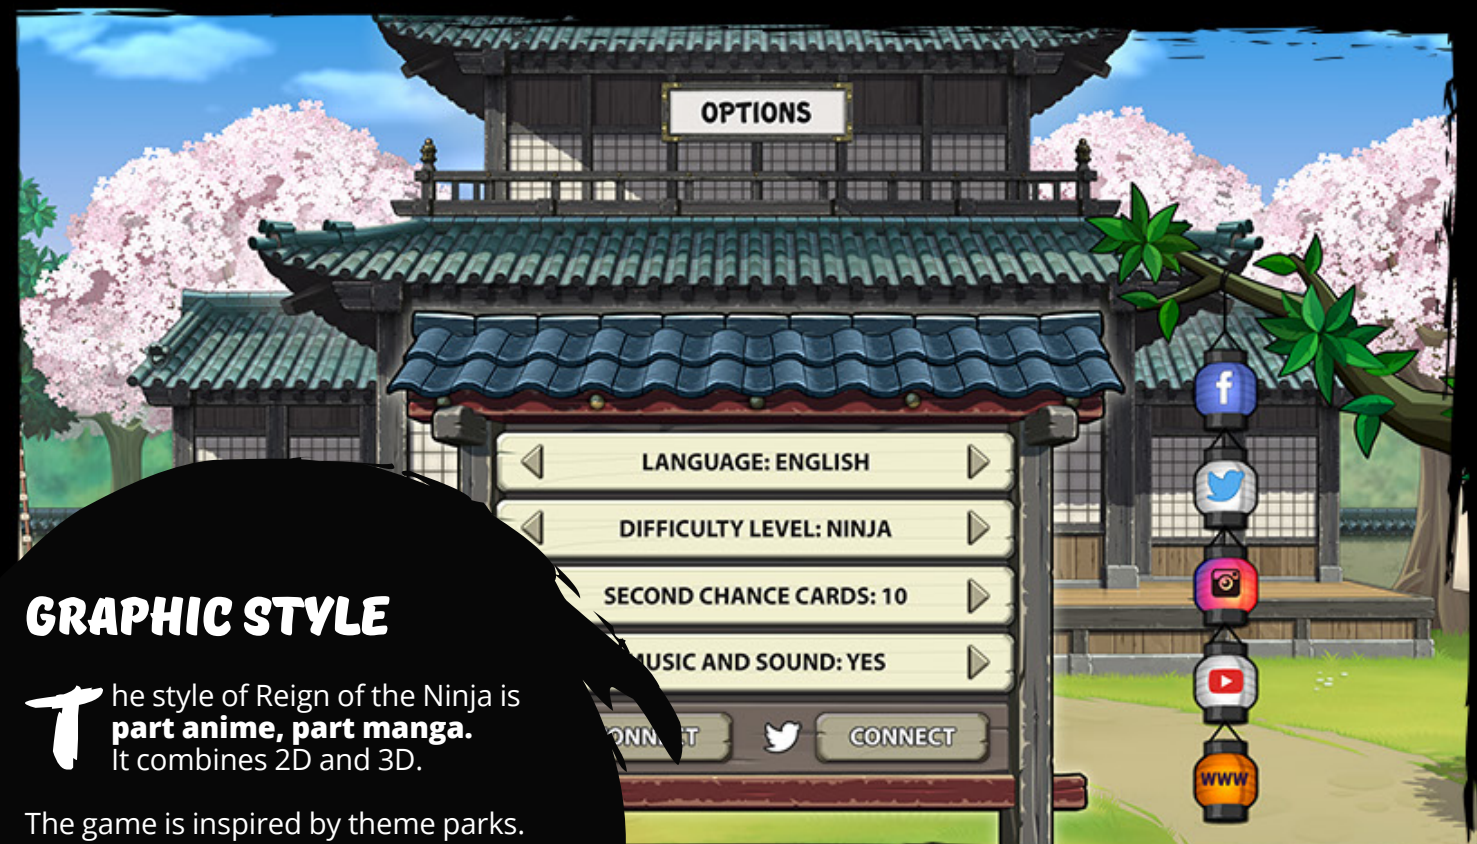 OPTIONS
LANGUAGE: ENGLISH
DIFFICULTY LEVEL: NINJA
SECOND CHANCE CARDS: 10
MUSIC AND SOUND: YES
CONNECT
WWW
GRAPHIC STYLE
The style of Reign of the Ninja is
part anime, part manga.
It combines 2D and 3D.
The game is inspired by theme parks.